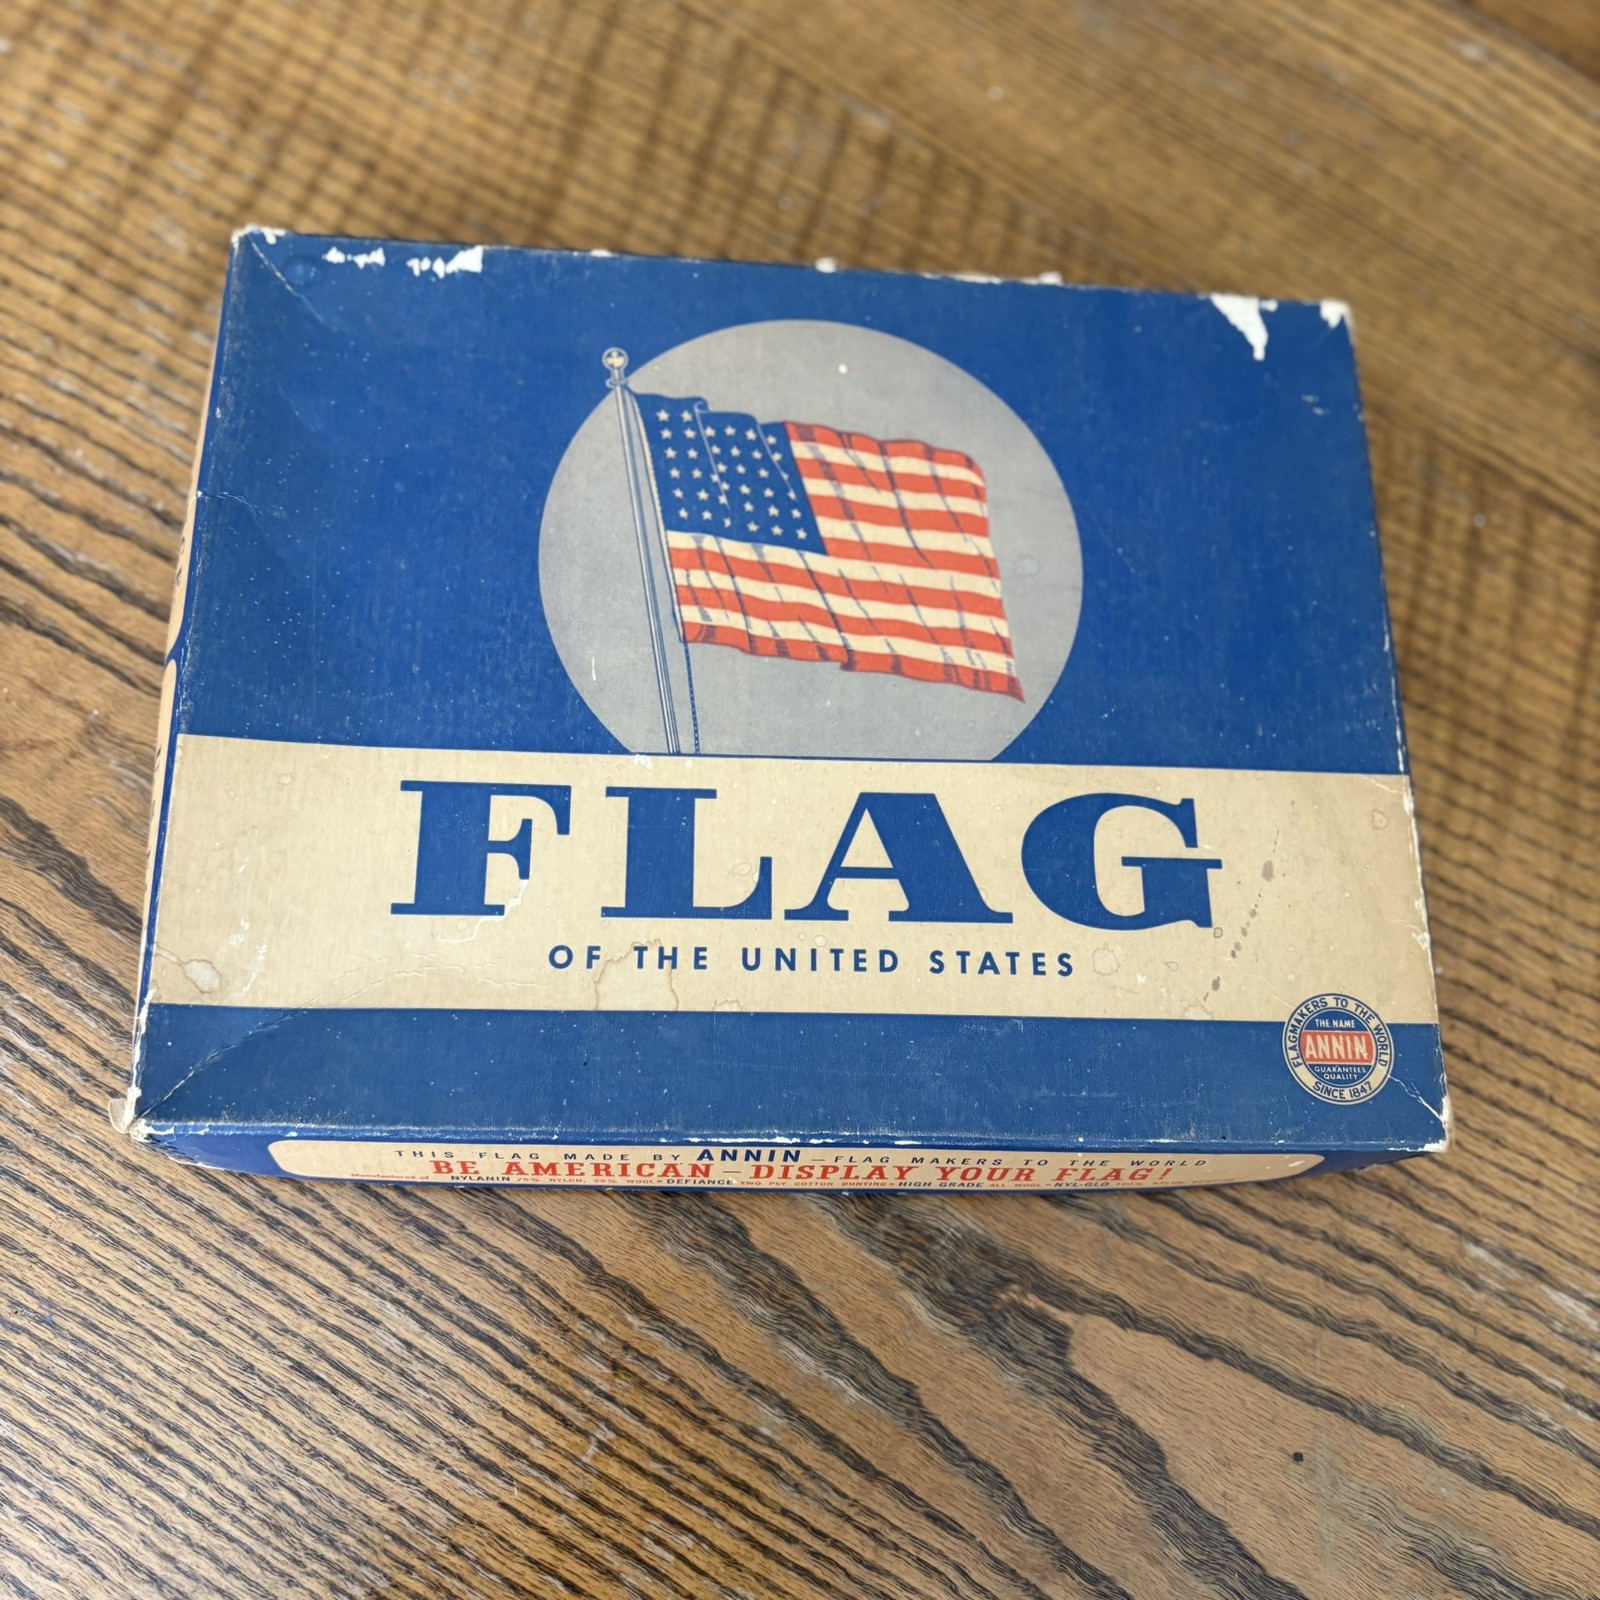 FLAG
OF THE UNITED STATES
FLAGMAKERS TO THE WORLD
THE NAME
ANNIN
GUARANTEES
QUALITY
SINCE 1847
THIS FLAG MADE BY ANNIN — FLAG MAKERS TO THE WORLD
BE AMERICAN — DISPLAY YOUR FLAG!
Manufacturers of NYLANIN 75% NYLON, 25% WOOL • DEFIANCE TWO PLY COTTON BUNTING • HIGH GRADE ALL WOOL • NYL-GLO